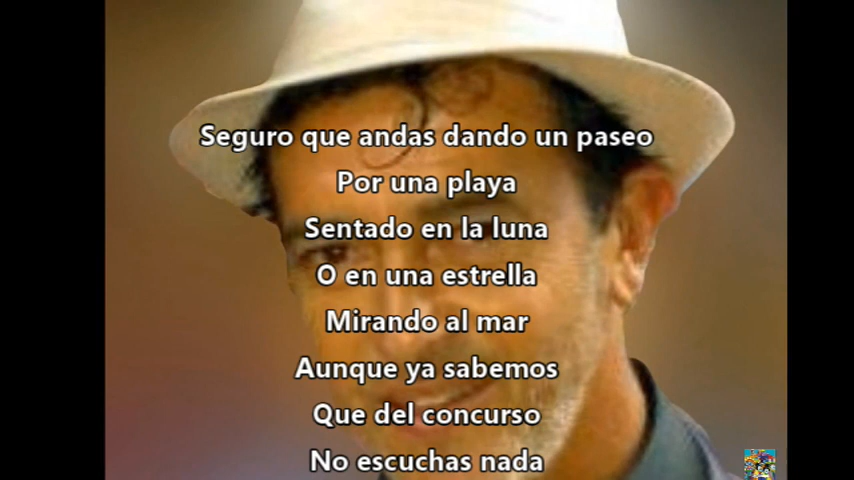 Seguro que andas dando un paseo
Por una playa
Sentado en la luna
O en una estrella
Mirando al mar
Aunque ya sabemos
Que del concurso
No escuchas nada